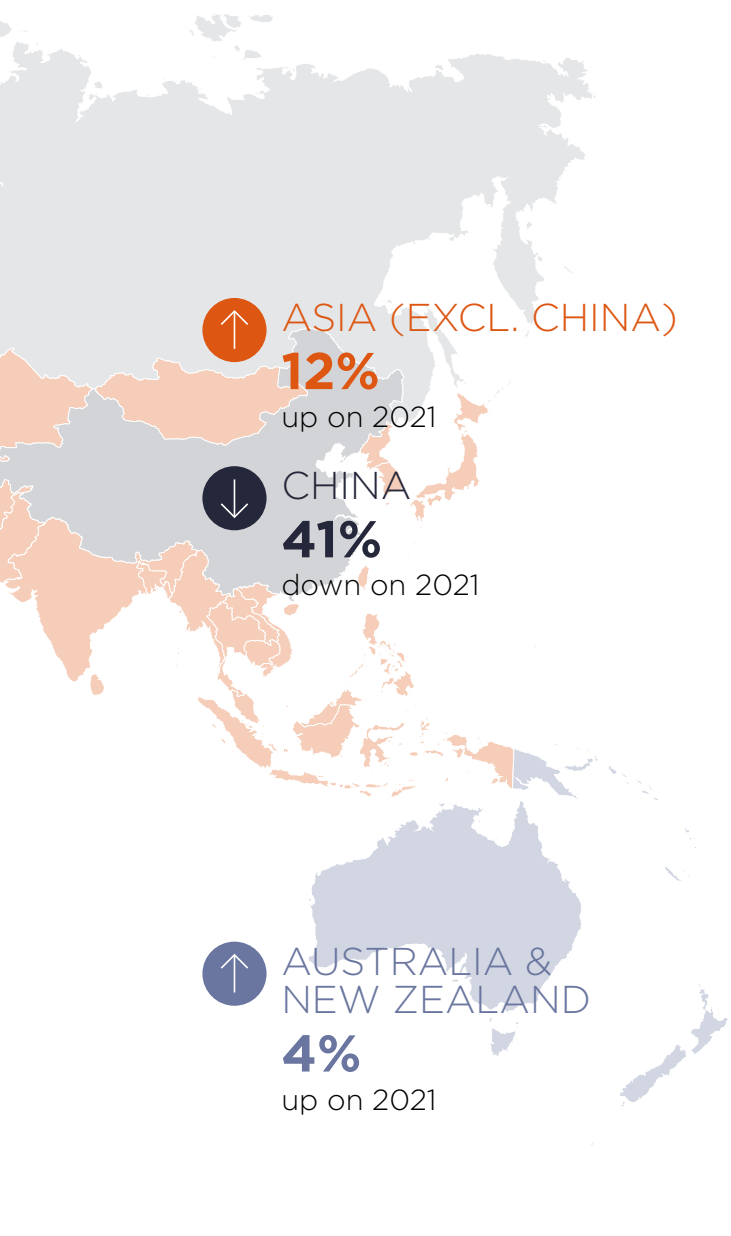 ASIA (EXCL. CHINA)
12%
up on 2021
CHINA
41%
down on 2021
AUSTRALIA &
NEW ZEALAND
4%
up on 2021